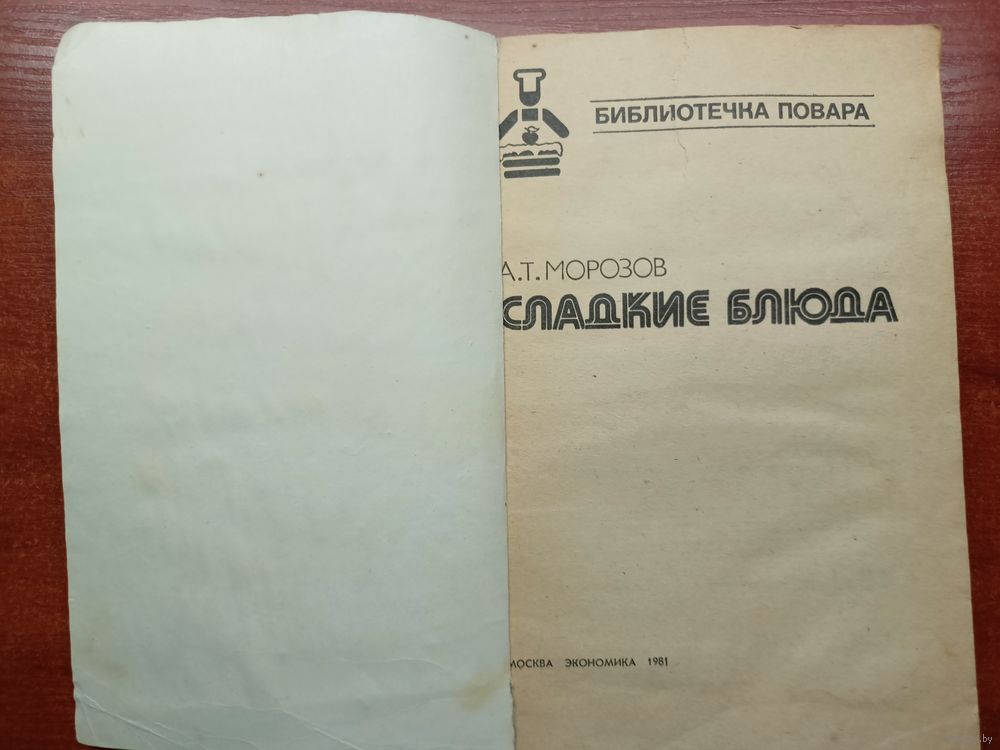 БИБЛИОТЕЧКА ПОВАРА
А.Т. МОРОЗОВ
СЛАДКИЕ БЛЮДА
МОСКВА ЭКОНОМИКА 1981